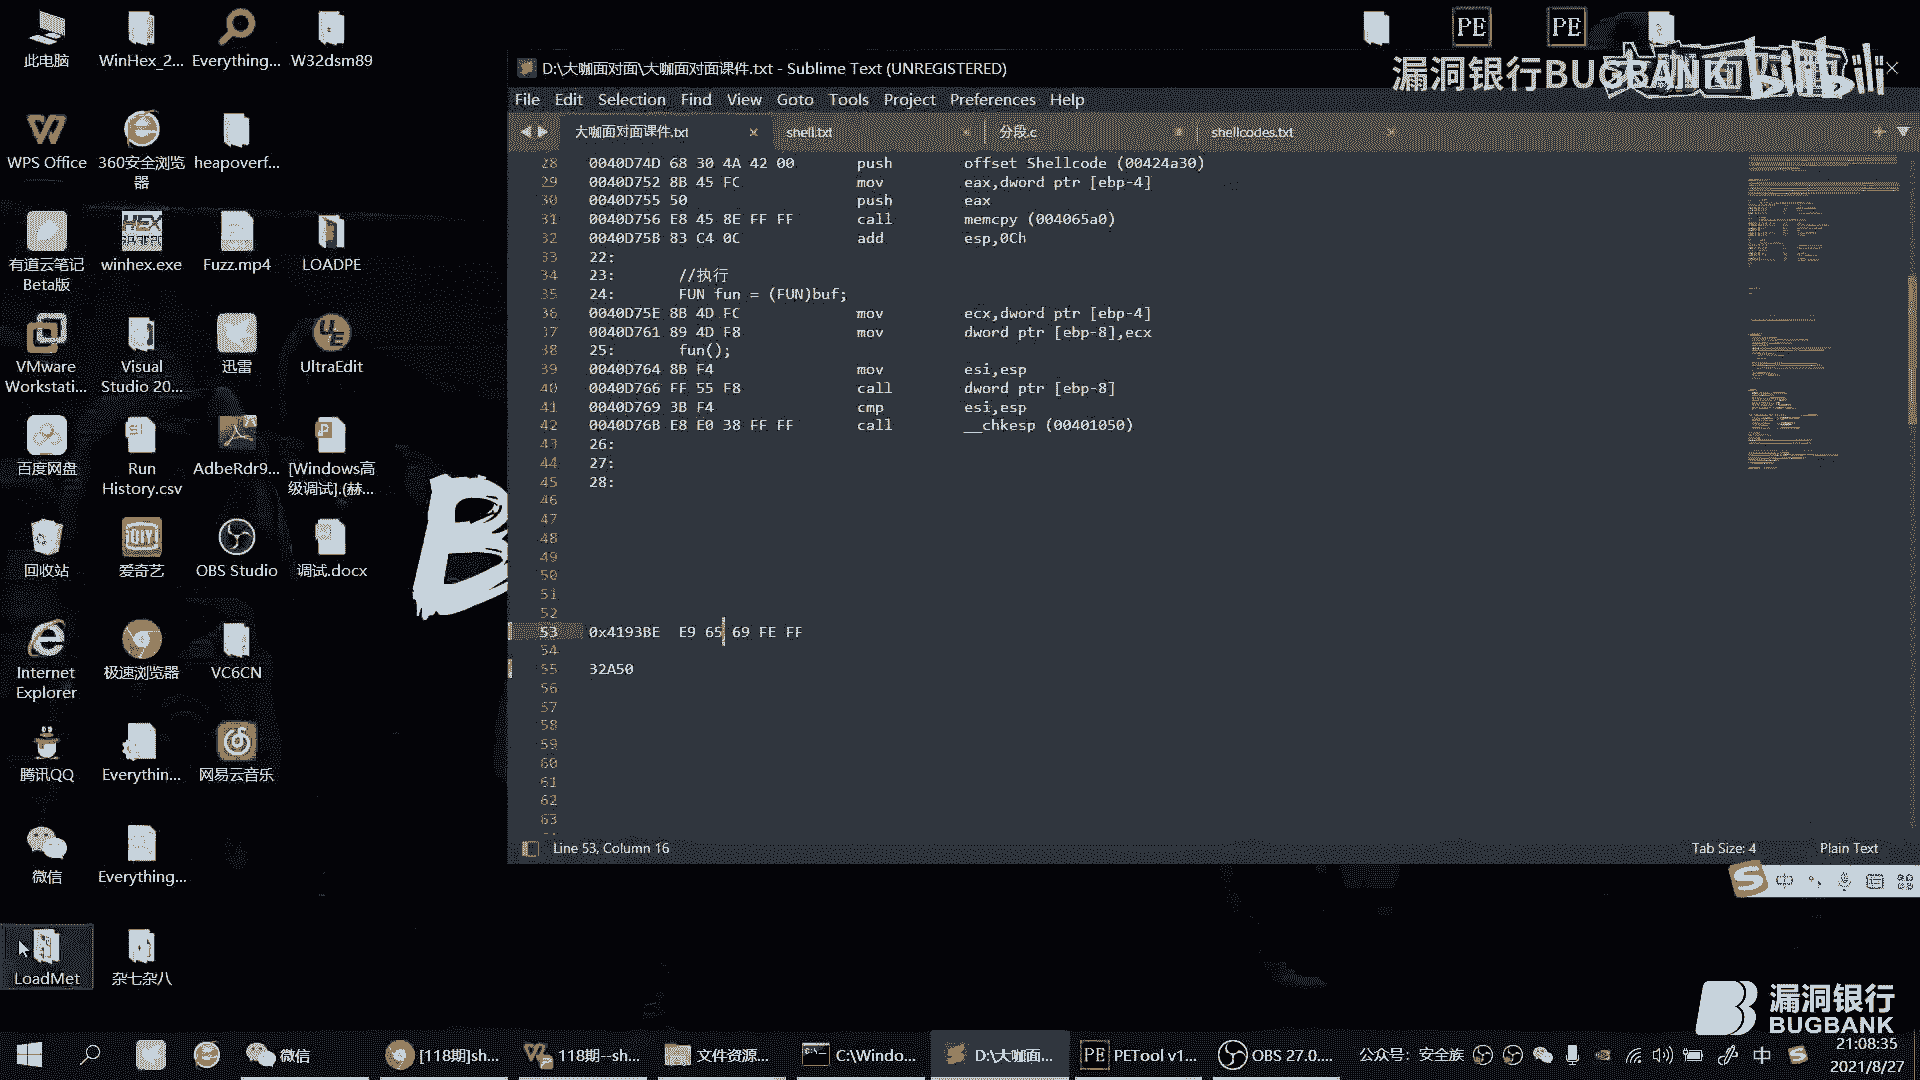 此电脑
WinHex_2...
Everything...
W32dsm89
WPS Office
360安全浏览器
heapoverf...
有道云笔记Beta版
winhex.exe
Fuzz.mp4
LOADPE
VMware Workstati...
Visual Studio 20...
迅雷
UltraEdit
百度网盘
Run History.csv
AdbeRdr9...
[Windows高级调试].(赫...
回收站
爱奇艺
OBS Studio
调试.docx
Internet Explorer
极速浏览器
VC6CN
腾讯QQ
Everythin...
网易云音乐
微信
Everything...
LoadMet
杂七杂八
PE
PE
漏洞银行BUGBANK
bilibili
D:\大咖面对面\大咖面对面课件.txt - Sublime Text (UNREGISTERED)
File Edit Selection Find View Goto Tools Project Preferences Help
大咖面对面课件.txt shell.txt 分段.c shellcodes.txt
28 0040D74D 68 30 4A 42 00 push offset Shellcode (00424a30)
29 0040D752 8B 45 FC mov eax,dword ptr [ebp-4]
30 0040D755 50 push eax
31 0040D756 E8 45 8E FF FF call memcpy (004065a0)
32 0040D75B 83 C4 0C add esp,0Ch
33 22:
34 23: //执行
35 24: FUN fun = (FUN)buf;
36 0040D75E 8B 4D FC mov ecx,dword ptr [ebp-4]
37 0040D761 89 4D F8 mov dword ptr [ebp-8],ecx
38 25: fun();
39 0040D764 8B F4 mov esi,esp
40 0040D766 FF 55 F8 call dword ptr [ebp-8]
41 0040D769 3B F4 cmp esi,esp
42 0040D76B E8 E0 38 FF FF call __chkesp (00401050)
43 26:
44 27:
45 28:
46
47
48
49
50
51
52
53 0x4193BE E9 65 69 FE FF
54
55 32A50
56
57
58
59
60
61
62
63
Line 53, Column 16
Tab Size: 4
Plain Text
中
漏洞银行
BUGBANK
微信
[118期]sh...
118期--sh...
文件资源...
C:\Windo...
D:\大咖面...
PETool v1...
OBS 27.0....
公众号：安全族
中
21:08:35
2021/8/27